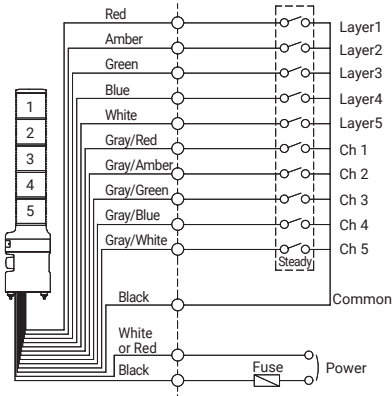 Red
Layer1
Amber
Layer2
Green
Layer3
Blue
Layer4
White
Layer5
Gray/Red
Ch 1
Gray/Amber
Ch 2
Gray/Green
Ch 3
Gray/Blue
Ch 4
Gray/White
Ch 5
Steady
1
2
3
4
5
Black
Common
White
or Red
Black
Fuse
Power